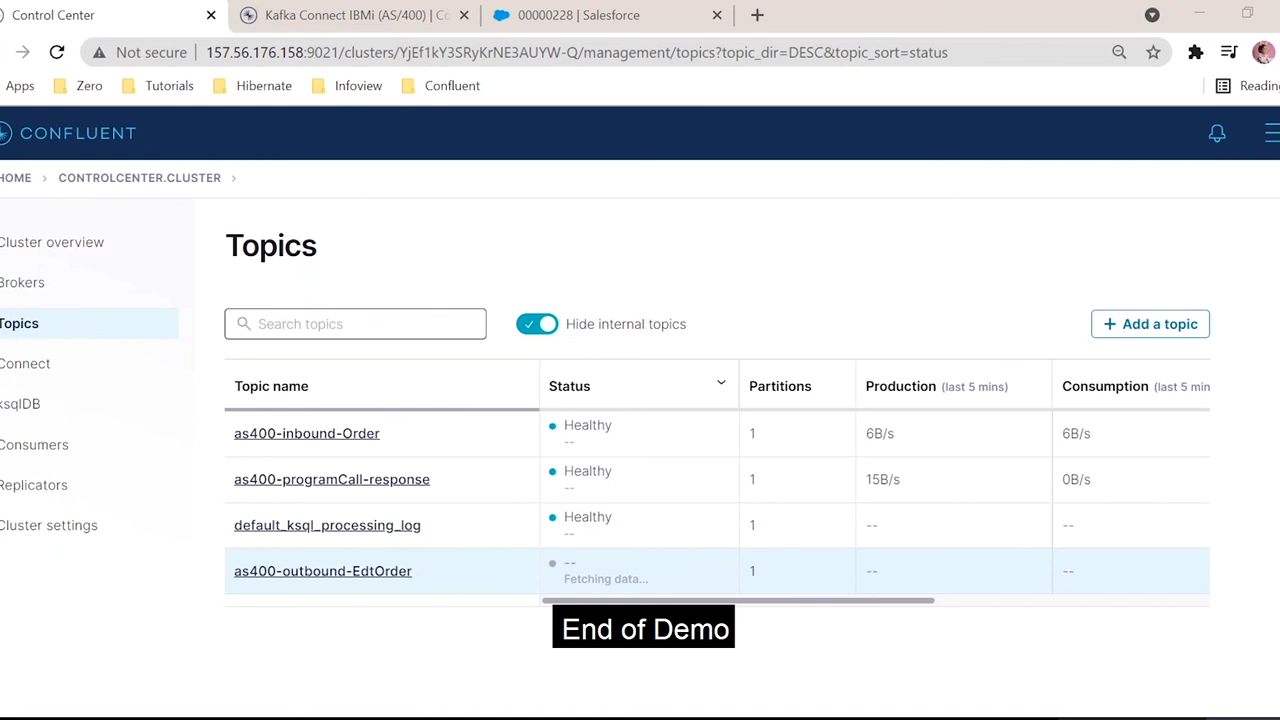 Control Center
Kafka Connect IBMi (AS/400) | Co
00000228 | Salesforce
Not secure
157.56.176.158:9021/clusters/YjEf1kY3SRyKrNE3AUYW-Q/management/topics?topic_dir=DESC&topic_sort=status
Apps
Zero
Tutorials
Hibernate
Infoview
Confluent
Reading
CONFLUENT
HOME > CONTROLCENTER.CLUSTER >
Cluster overview
Brokers
Topics
Connect
ksqlDB
Consumers
Replicators
Cluster settings
Topics
Search topics
Hide internal topics
+ Add a topic
Topic name Status Partitions Production (last 5 mins) Consumption (last 5 min
as400-inbound-Order Healthy 1 6B/s 6B/s
--
as400-programCall-response Healthy 1 15B/s 0B/s
--
default_ksql_processing_log Healthy 1 -- --
--
as400-outbound-EdtOrder -- 1 -- --
Fetching data...
End of Demo